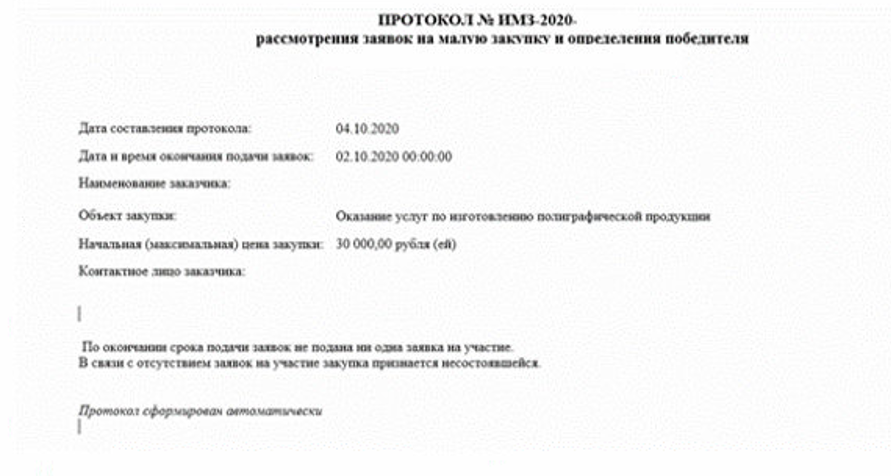 ПРОТОКОЛ № ИМЗ-2020-
рассмотрения заявок на малую закупку и определения победителя
Дата составления протокола: 04.10.2020
Дата и время окончания подачи заявок: 02.10.2020 00:00:00
Наименование заказчика:
Объект закупки: Оказание услуг по изготовлению полиграфической продукции
Начальная (максимальная) цена закупки: 30 000,00 рубля (ей)
Контактное лицо заказчика:
По окончании срока подачи заявок не подана ни одна заявка на участие.
В связи с отсутствием заявок на участие закупка признается несостоявшейся.
Протокол сформирован автоматически